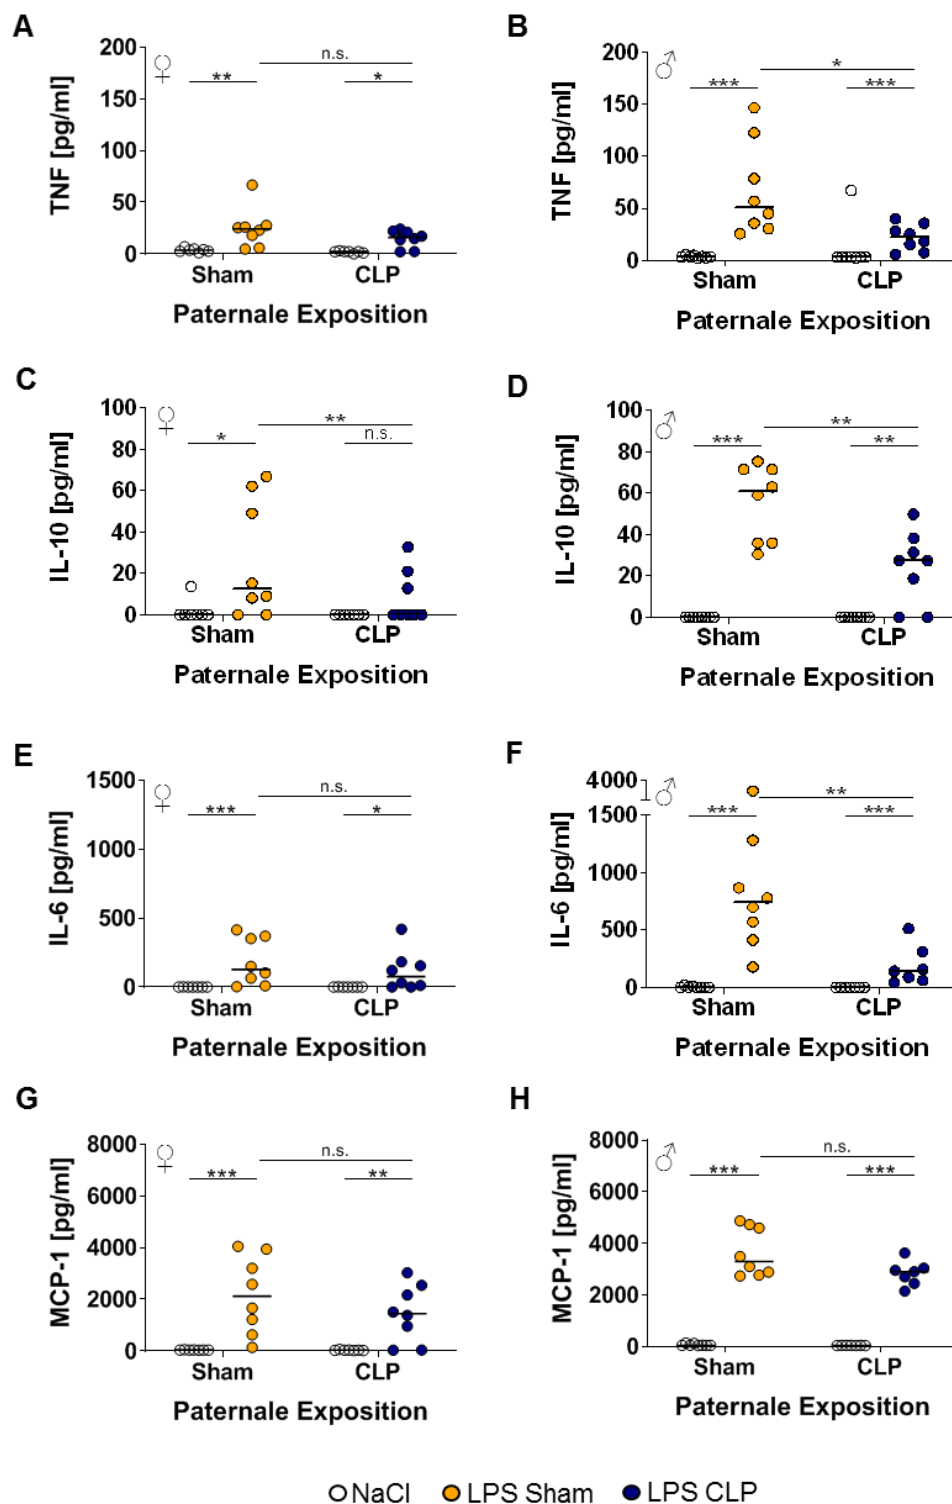 A
TNF [pg/ml]
200
150
100
50
0
♀
**
n.s.
*
Sham
CLP
Paternale Exposition
B
TNF [pg/ml]
200
150
100
50
0
♂
***
*
***
Sham
CLP
Paternale Exposition
C
IL-10 [pg/ml]
100
80
60
40
20
0
♀
*
**
n.s.
Sham
CLP
Paternale Exposition
D
IL-10 [pg/ml]
100
80
60
40
20
0
♂
***
**
**
Sham
CLP
Paternale Exposition
E
IL-6 [pg/ml]
1500
1000
500
0
♀
***
n.s.
*
Sham
CLP
Paternale Exposition
F
IL-6 [pg/ml]
4000
1500
1000
500
0
♂
***
**
***
Sham
CLP
Paternale Exposition
G
MCP-1 [pg/ml]
8000
6000
4000
2000
0
♀
***
n.s.
**
Sham
CLP
Paternale Exposition
H
MCP-1 [pg/ml]
8000
6000
4000
2000
0
♂
***
n.s.
***
Sham
CLP
Paternale Exposition
NaCl LPS Sham LPS CLP